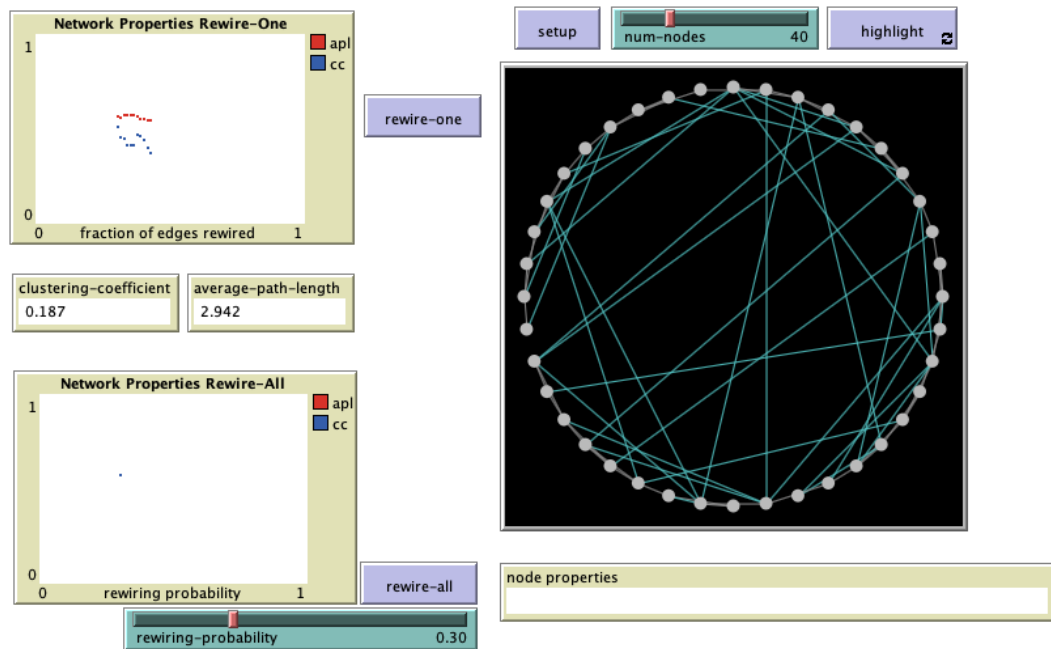 Network Properties Rewire-One
1
apl
cc
0
0 fraction of edges rewired 1
rewire-one
setup
num-nodes 40
highlight
clustering-coefficient
0.187
average-path-length
2.942
Network Properties Rewire-All
1
apl
cc
0
0 rewiring probability 1
rewire-all
rewiring-probability 0.30
node properties